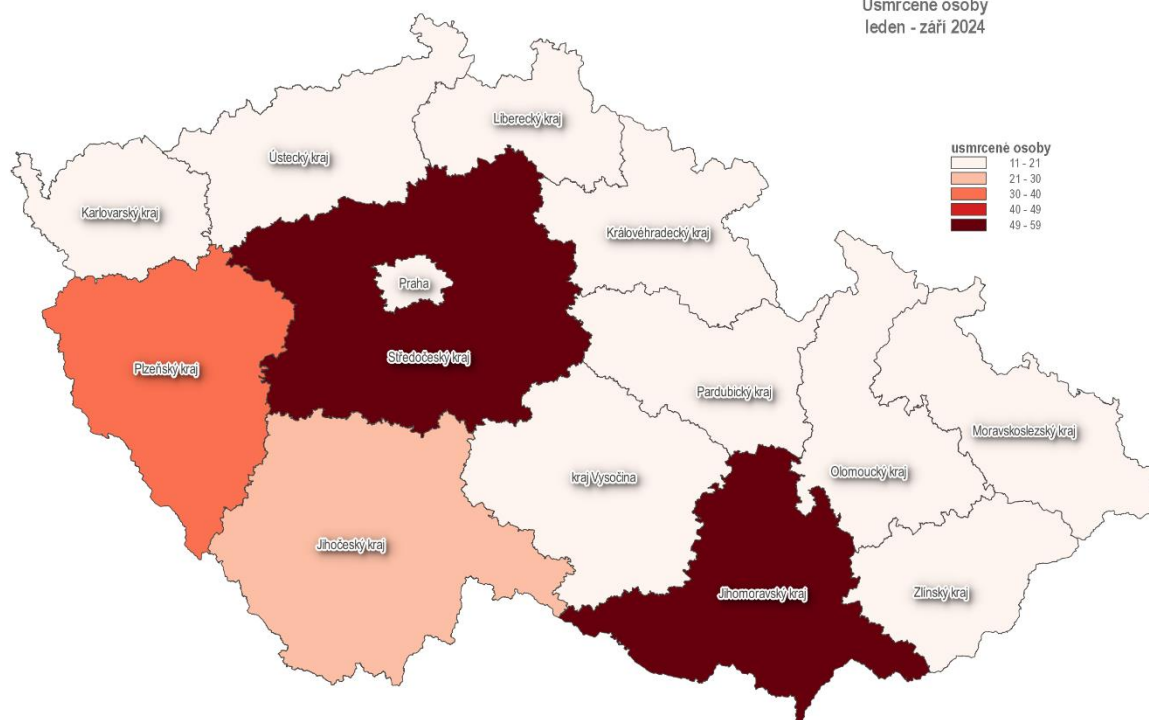 Usmrcené osoby
leden - září 2024
usmrcené osoby
11 - 21
21 - 30
30 - 40
40 - 49
49 - 59
Liberecký kraj
Ústecký kraj
Karlovarský kraj
Královéhradecký kraj
Praha
Středočeský kraj
Plzeňský kraj
Pardubický kraj
Moravskoslezský kraj
Olomoucký kraj
kraj Vysočina
Jihočeský kraj
Jihomoravský kraj
Zlínský kraj